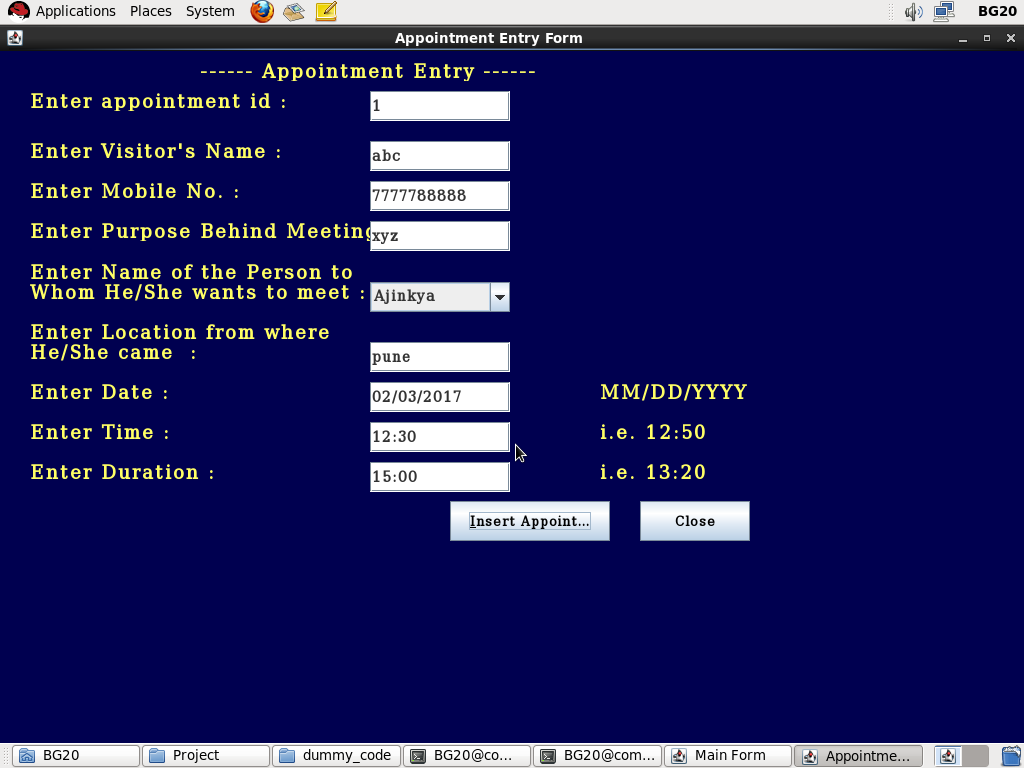 Applications Places System BG20
Appointment Entry Form
------ Appointment Entry ------
Enter appointment id : 1
Enter Visitor's Name : abc
Enter Mobile No. : 7777788888
Enter Purpose Behind Meeting xyz
Enter Name of the Person to
Whom He/She wants to meet : Ajinkya
Enter Location from where
He/She came : pune
Enter Date : 02/03/2017 MM/DD/YYYY
Enter Time : 12:30 i.e. 12:50
Enter Duration : 15:00 i.e. 13:20
Insert Appoint... Close
BG20 Project dummy_code BG20@co... BG20@com... Main Form Appointme...